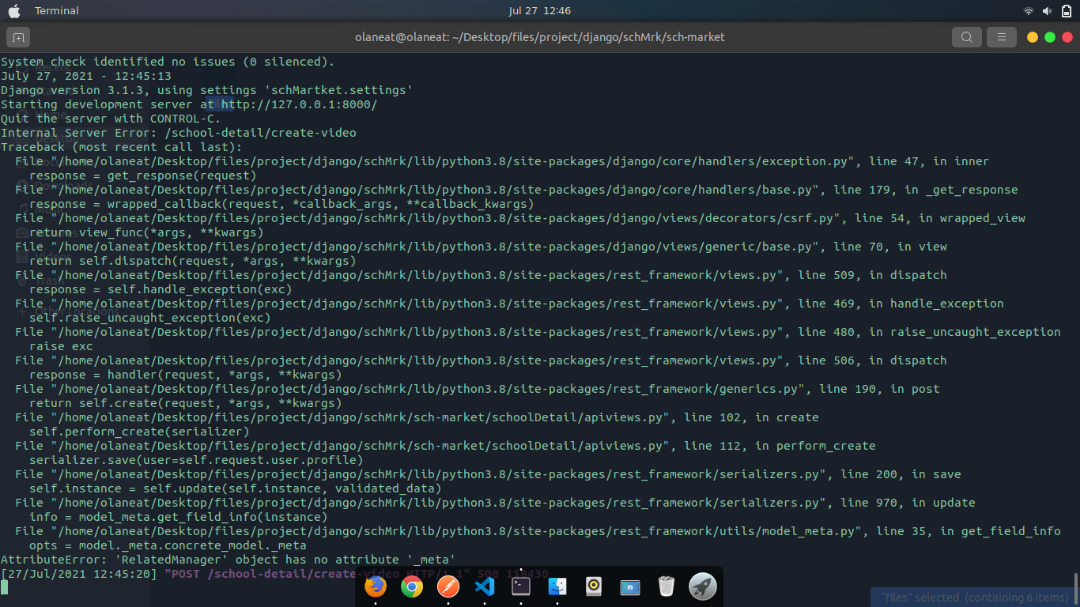 Terminal
Jul 27 12:46
olaneat@olaneat: ~/Desktop/files/project/django/schMrk/sch-market
System check identified no issues (0 silenced).
July 27, 2021 - 12:45:13
Django version 3.1.3, using settings 'schMartket.settings'
Starting development server at http://127.0.0.1:8000/
Quit the server with CONTROL-C.
Internal Server Error: /school-detail/create-video
Traceback (most recent call last):
  File "/home/olaneat/Desktop/files/project/django/schMrk/lib/python3.8/site-packages/django/core/handlers/exception.py", line 47, in inner
    response = get_response(request)
  File "/home/olaneat/Desktop/files/project/django/schMrk/lib/python3.8/site-packages/django/core/handlers/base.py", line 179, in _get_response
    response = wrapped_callback(request, *callback_args, **callback_kwargs)
  File "/home/olaneat/Desktop/files/project/django/schMrk/lib/python3.8/site-packages/django/views/decorators/csrf.py", line 54, in wrapped_view
    return view_func(*args, **kwargs)
  File "/home/olaneat/Desktop/files/project/django/schMrk/lib/python3.8/site-packages/django/views/generic/base.py", line 70, in view
    return self.dispatch(request, *args, **kwargs)
  File "/home/olaneat/Desktop/files/project/django/schMrk/lib/python3.8/site-packages/rest_framework/views.py", line 509, in dispatch
    response = self.handle_exception(exc)
  File "/home/olaneat/Desktop/files/project/django/schMrk/lib/python3.8/site-packages/rest_framework/views.py", line 469, in handle_exception
    self.raise_uncaught_exception(exc)
  File "/home/olaneat/Desktop/files/project/django/schMrk/lib/python3.8/site-packages/rest_framework/views.py", line 480, in raise_uncaught_exception
    raise exc
  File "/home/olaneat/Desktop/files/project/django/schMrk/lib/python3.8/site-packages/rest_framework/views.py", line 506, in dispatch
    response = handler(request, *args, **kwargs)
  File "/home/olaneat/Desktop/files/project/django/schMrk/lib/python3.8/site-packages/rest_framework/generics.py", line 190, in post
    return self.create(request, *args, **kwargs)
  File "/home/olaneat/Desktop/files/project/django/schMrk/sch-market/schoolDetail/apiviews.py", line 102, in create
    self.perform_create(serializer)
  File "/home/olaneat/Desktop/files/project/django/schMrk/sch-market/schoolDetail/apiviews.py", line 112, in perform_create
    serializer.save(user=self.request.user.profile)
  File "/home/olaneat/Desktop/files/project/django/schMrk/lib/python3.8/site-packages/rest_framework/serializers.py", line 200, in save
    self.instance = self.update(self.instance, validated_data)
  File "/home/olaneat/Desktop/files/project/django/schMrk/lib/python3.8/site-packages/rest_framework/serializers.py", line 970, in update
    info = model_meta.get_field_info(instance)
  File "/home/olaneat/Desktop/files/project/django/schMrk/lib/python3.8/site-packages/rest_framework/utils/model_meta.py", line 35, in get_field_info
    opts = model._meta.concrete_model._meta
AttributeError: 'RelatedManager' object has no attribute '_meta'
[27/Jul/2021 12:45:20] "POST /school-detail/create-video HTTP/1.1" 500
"files" selected (containing 6 items)